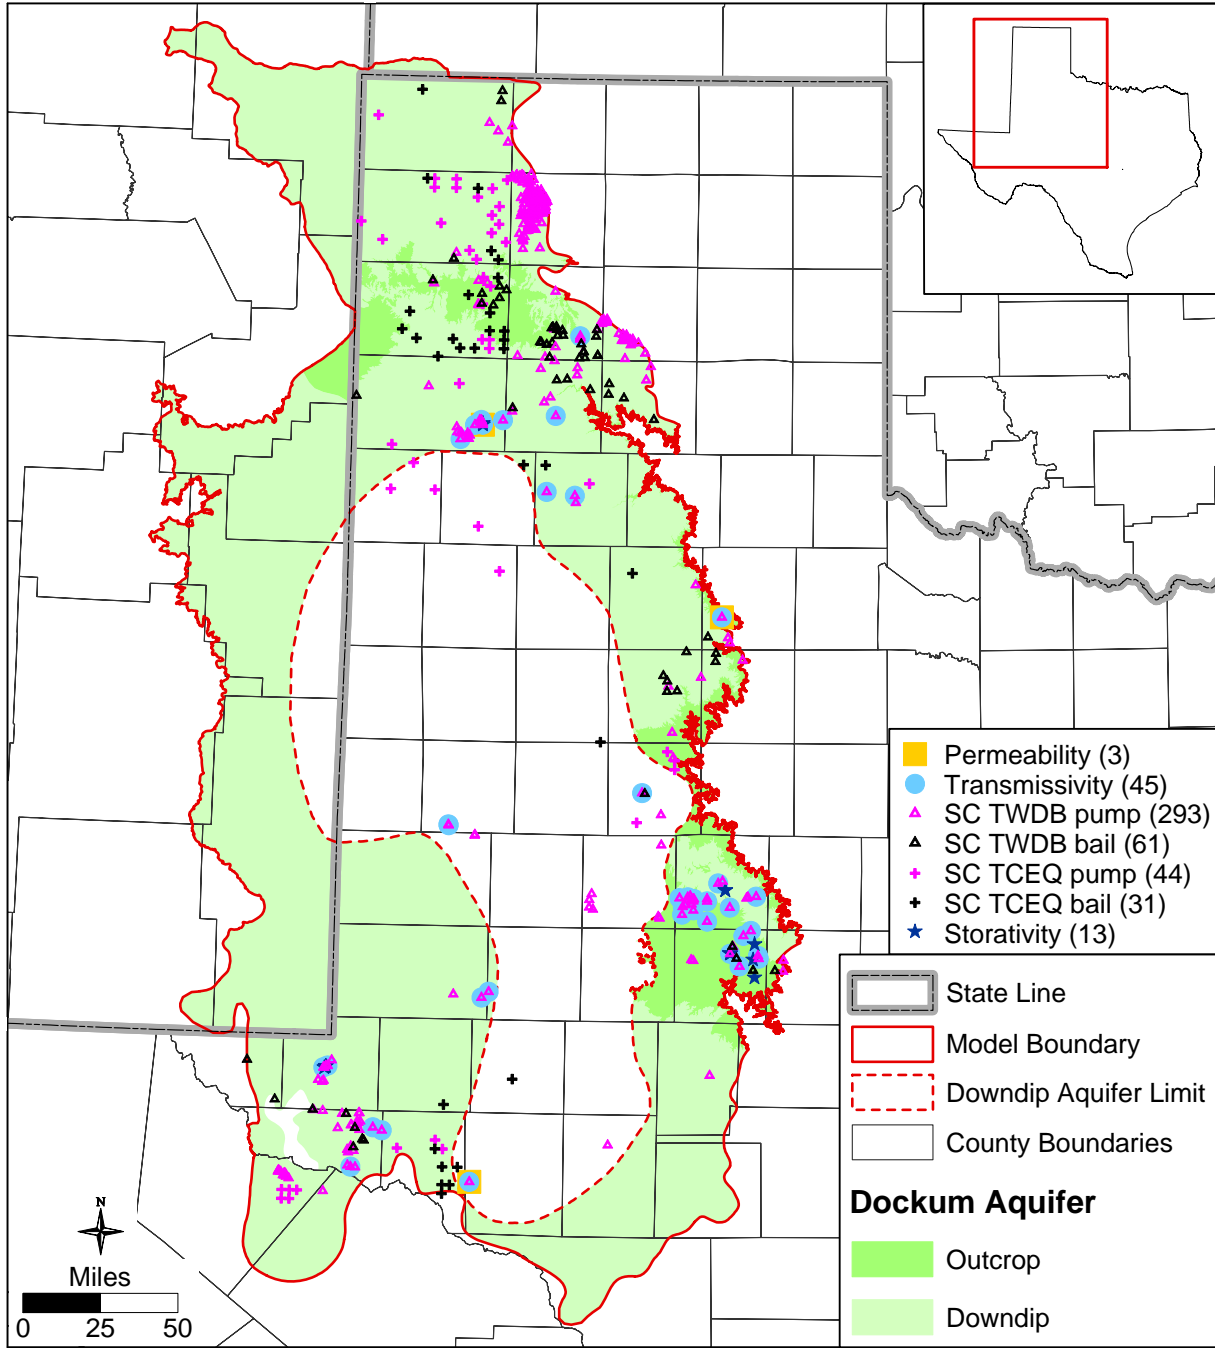 Permeability (3)
Transmissivity (45)
SC TWDB pump (293)
SC TWDB bail (61)
SC TCEQ pump (44)
SC TCEQ bail (31)
Storativity (13)
State Line
Model Boundary
Downdip Aquifer Limit
County Boundaries
Dockum Aquifer
Outcrop
Downdip
N
Miles
0 25 50